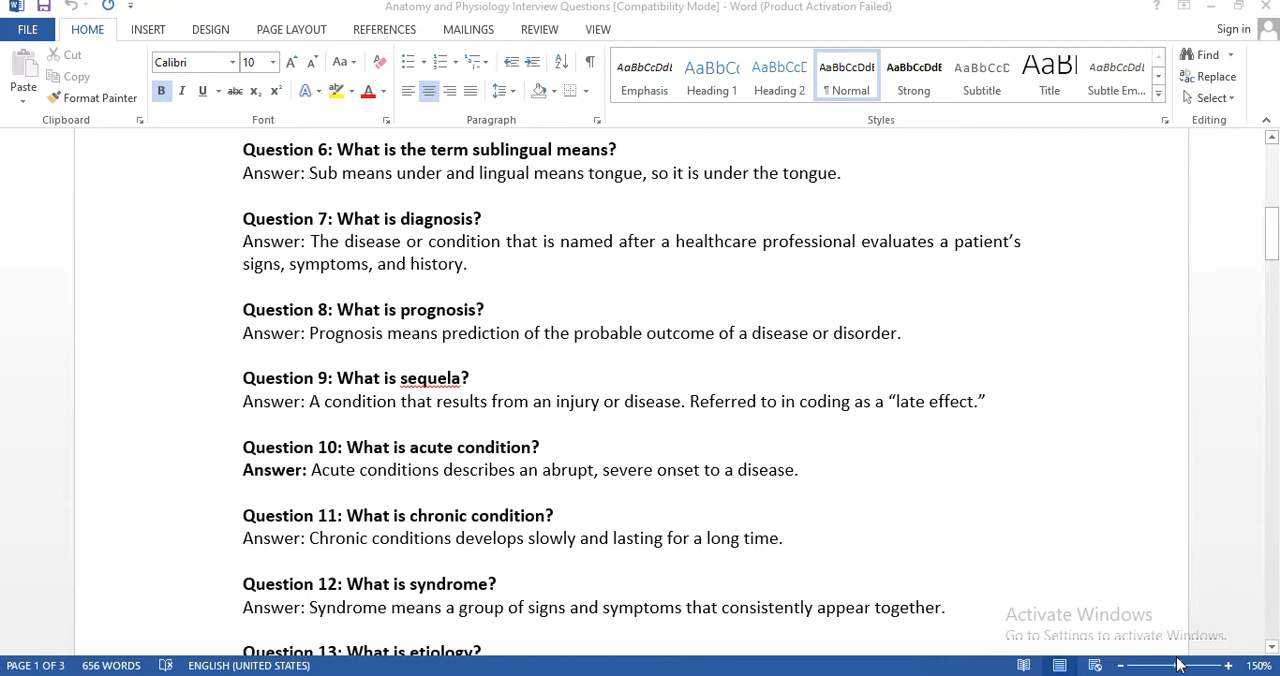 Anatomy and Physiology Interview Questions [Compatibility Mode] - Word (Product Activation Failed)
FILE HOME INSERT DESIGN PAGE LAYOUT REFERENCES MAILINGS REVIEW VIEW Sign in
Paste
Cut
Copy
Format Painter
Clipboard
Calibri 10
Font
Paragraph
AaBbCcDdI AaBbCc AaBbCcD AaBbCcDdE AaBbCcDdE AaBbCcD AaBl AaBbCcDdI
Emphasis Heading 1 Heading 2 ¶ Normal Strong Subtitle Title Subtle Em...
Styles
Find
Replace
Select
Editing
Question 6: What is the term sublingual means?
Answer: Sub means under and lingual means tongue, so it is under the tongue.
Question 7: What is diagnosis?
Answer: The disease or condition that is named after a healthcare professional evaluates a patient’s
signs, symptoms, and history.
Question 8: What is prognosis?
Answer: Prognosis means prediction of the probable outcome of a disease or disorder.
Question 9: What is sequela?
Answer: A condition that results from an injury or disease. Referred to in coding as a “late effect.”
Question 10: What is acute condition?
Answer: Acute conditions describes an abrupt, severe onset to a disease.
Question 11: What is chronic condition?
Answer: Chronic conditions develops slowly and lasting for a long time.
Question 12: What is syndrome?
Answer: Syndrome means a group of signs and symptoms that consistently appear together.
Question 13: What is etiology?
Activate Windows
Go to Settings to activate Windows.
PAGE 1 OF 3 656 WORDS ENGLISH (UNITED STATES) 150%